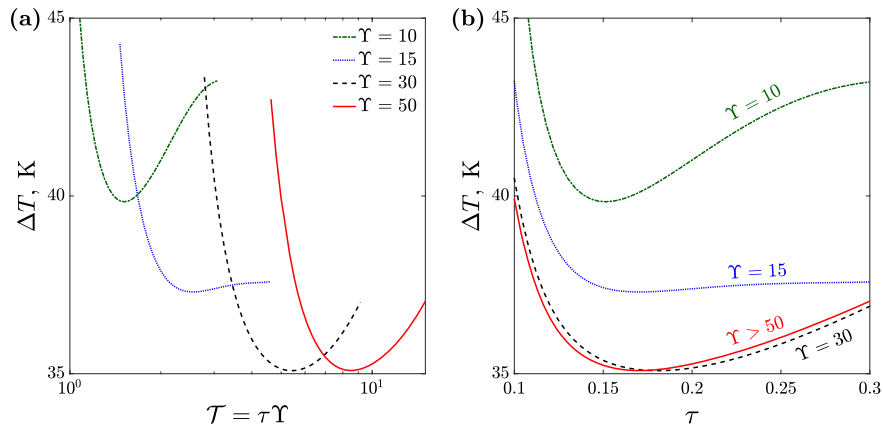 (a)
ΔT, K
45
40
35
10⁰
10¹
𝒯 = τϒ
ϒ = 10
ϒ = 15
ϒ = 30
ϒ = 50
(b)
ΔT, K
45
40
35
0.1
0.15
0.2
0.25
0.3
τ
ϒ = 10
ϒ = 15
ϒ > 50
ϒ = 30